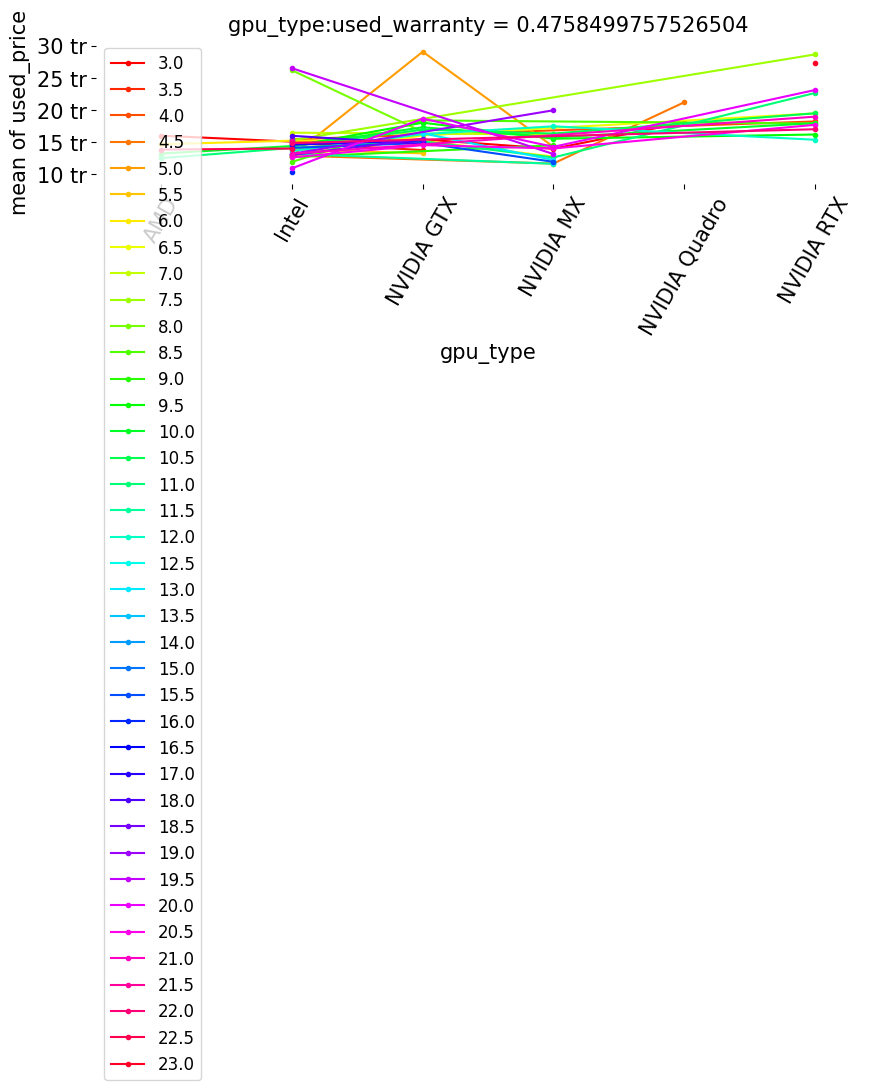 gpu_type:used_warranty = 0.4758499757526504
mean of used_price
30 tr
25 tr
20 tr
15 tr
10 tr
3.0
3.5
4.0
4.5
5.0
5.5
6.0
6.5
7.0
7.5
8.0
8.5
9.0
9.5
10.0
10.5
11.0
11.5
12.0
12.5
13.0
13.5
14.0
15.0
15.5
16.0
16.5
17.0
18.0
18.5
19.0
19.5
20.0
20.5
21.0
21.5
22.0
22.5
23.0
AMD
Intel
NVIDIA GTX
NVIDIA MX
NVIDIA Quadro
NVIDIA RTX
gpu_type